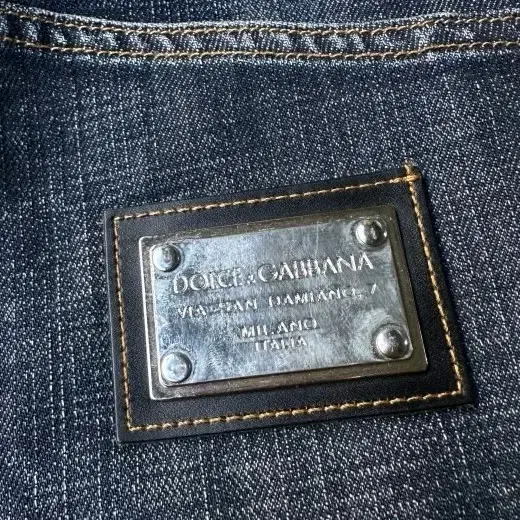 DOLCE & GABBANA
VIA SAN DAMIANO, 7
MILANO
ITALIA